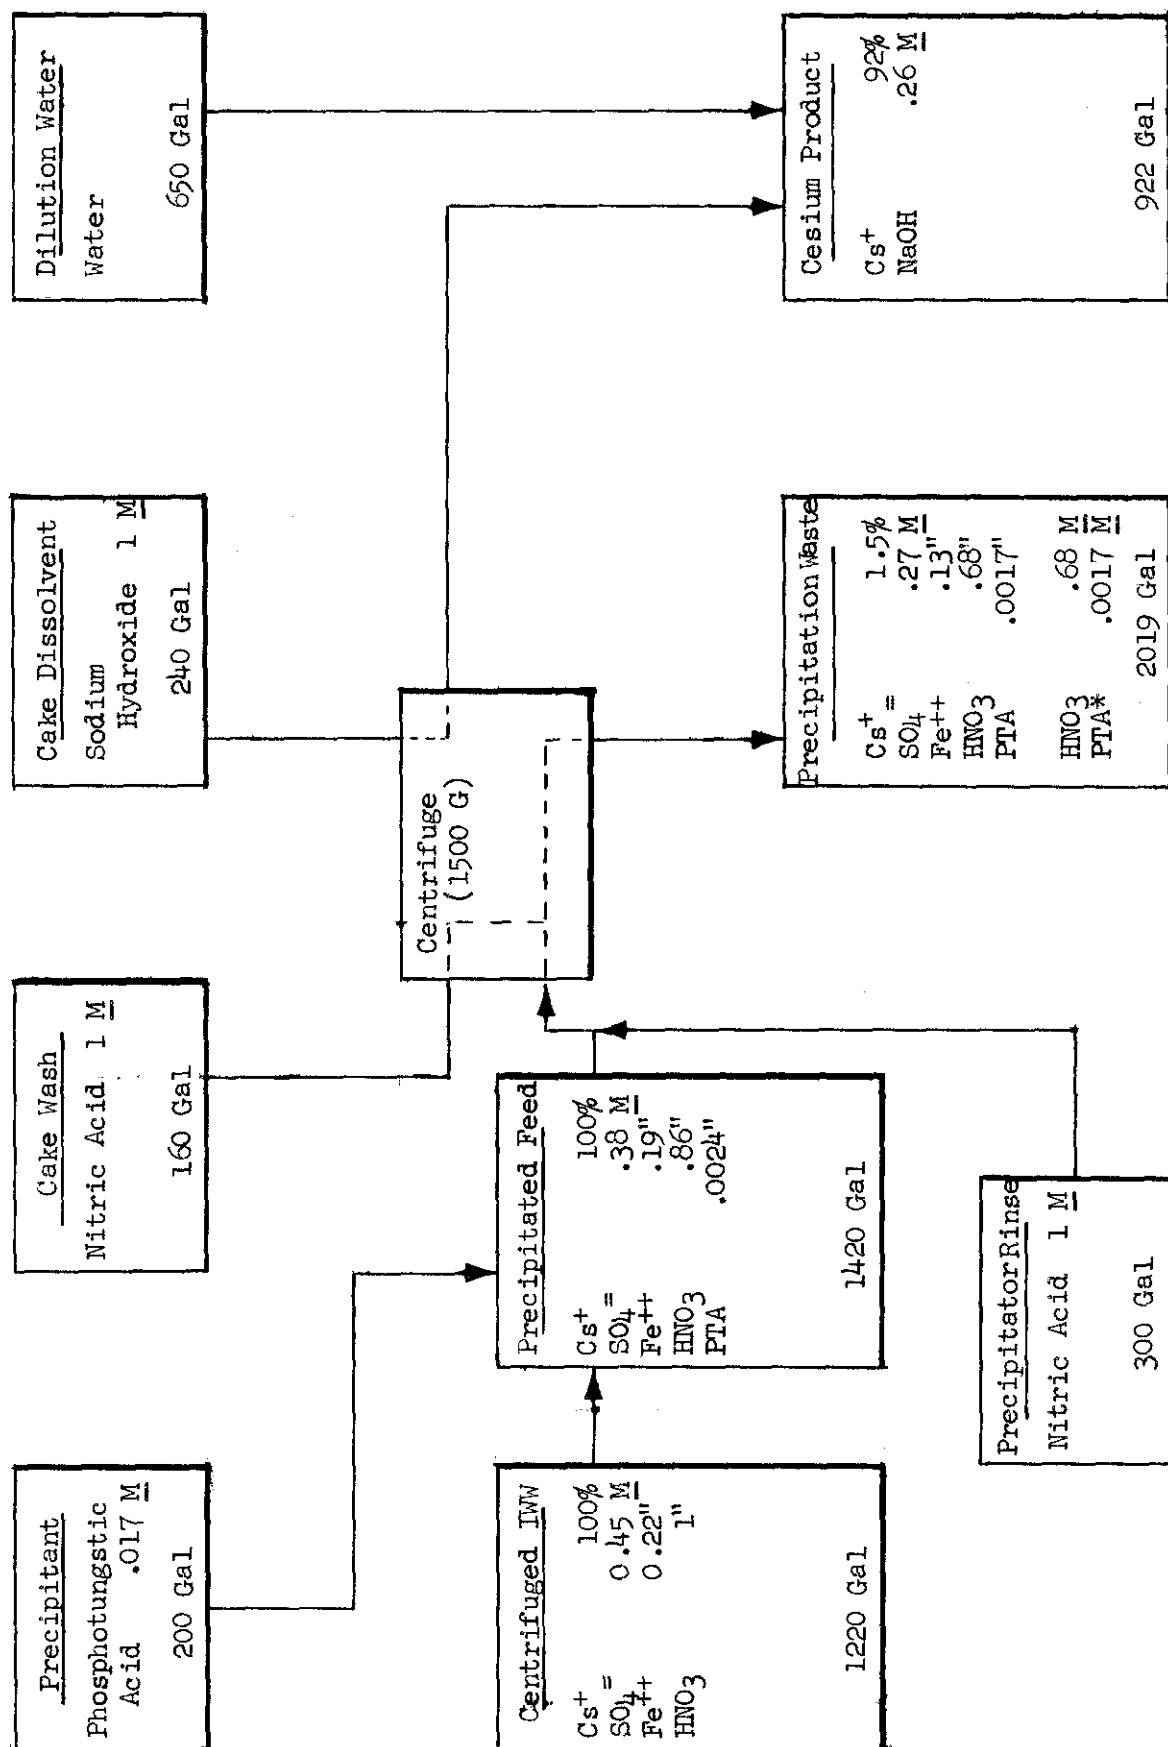 Precipitant
Phosphotungstic
Acid .017 M
200 Gal
Cake Wash
Nitric Acid 1 M
160 Gal
Cake Dissolvent
Sodium
Hydroxide 1 M
240 Gal
Dilution Water
Water
650 Gal
Centrifuge
(1500 G)
Centrifuged IWW
Cs+ 100%
SO4= 0.45 M
Fe++ 0.22"
HNO3 1"
1220 Gal
Precipitated Feed
Cs+ 100%
SO4= .38 M
Fe++ .19"
HNO3 .86"
PTA .0024"
1420 Gal
Precipitation Waste
Cs+ 1.5%
SO4= .27 M
Fe++ .13"
HNO3 .68"
PTA .0017"
HNO3 .68 M
PTA* .0017 M
2019 Gal
Cesium Product
Cs+ 92%
NaOH .26 M
922 Gal
Precipitator Rinse
Nitric Acid 1 M
300 Gal